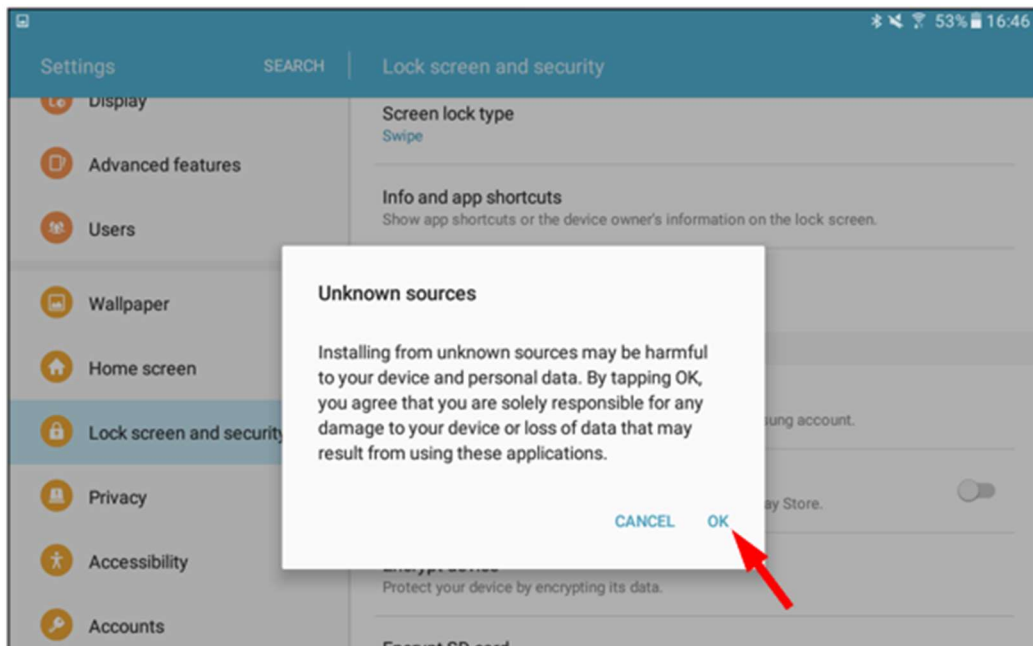 53% 16:46
Settings SEARCH Lock screen and security
Display
Advanced features
Users
Wallpaper
Home screen
Lock screen and security
Privacy
Accessibility
Accounts
Screen lock type
Swipe
Info and app shortcuts
Show app shortcuts or the device owner's information on the lock screen.
account.
Store.
Encrypt device
Protect your device by encrypting its data.
Encrypt SD card
Unknown sources
Installing from unknown sources may be harmful
to your device and personal data. By tapping OK,
you agree that you are solely responsible for any
damage to your device or loss of data that may
result from using these applications.
CANCEL OK